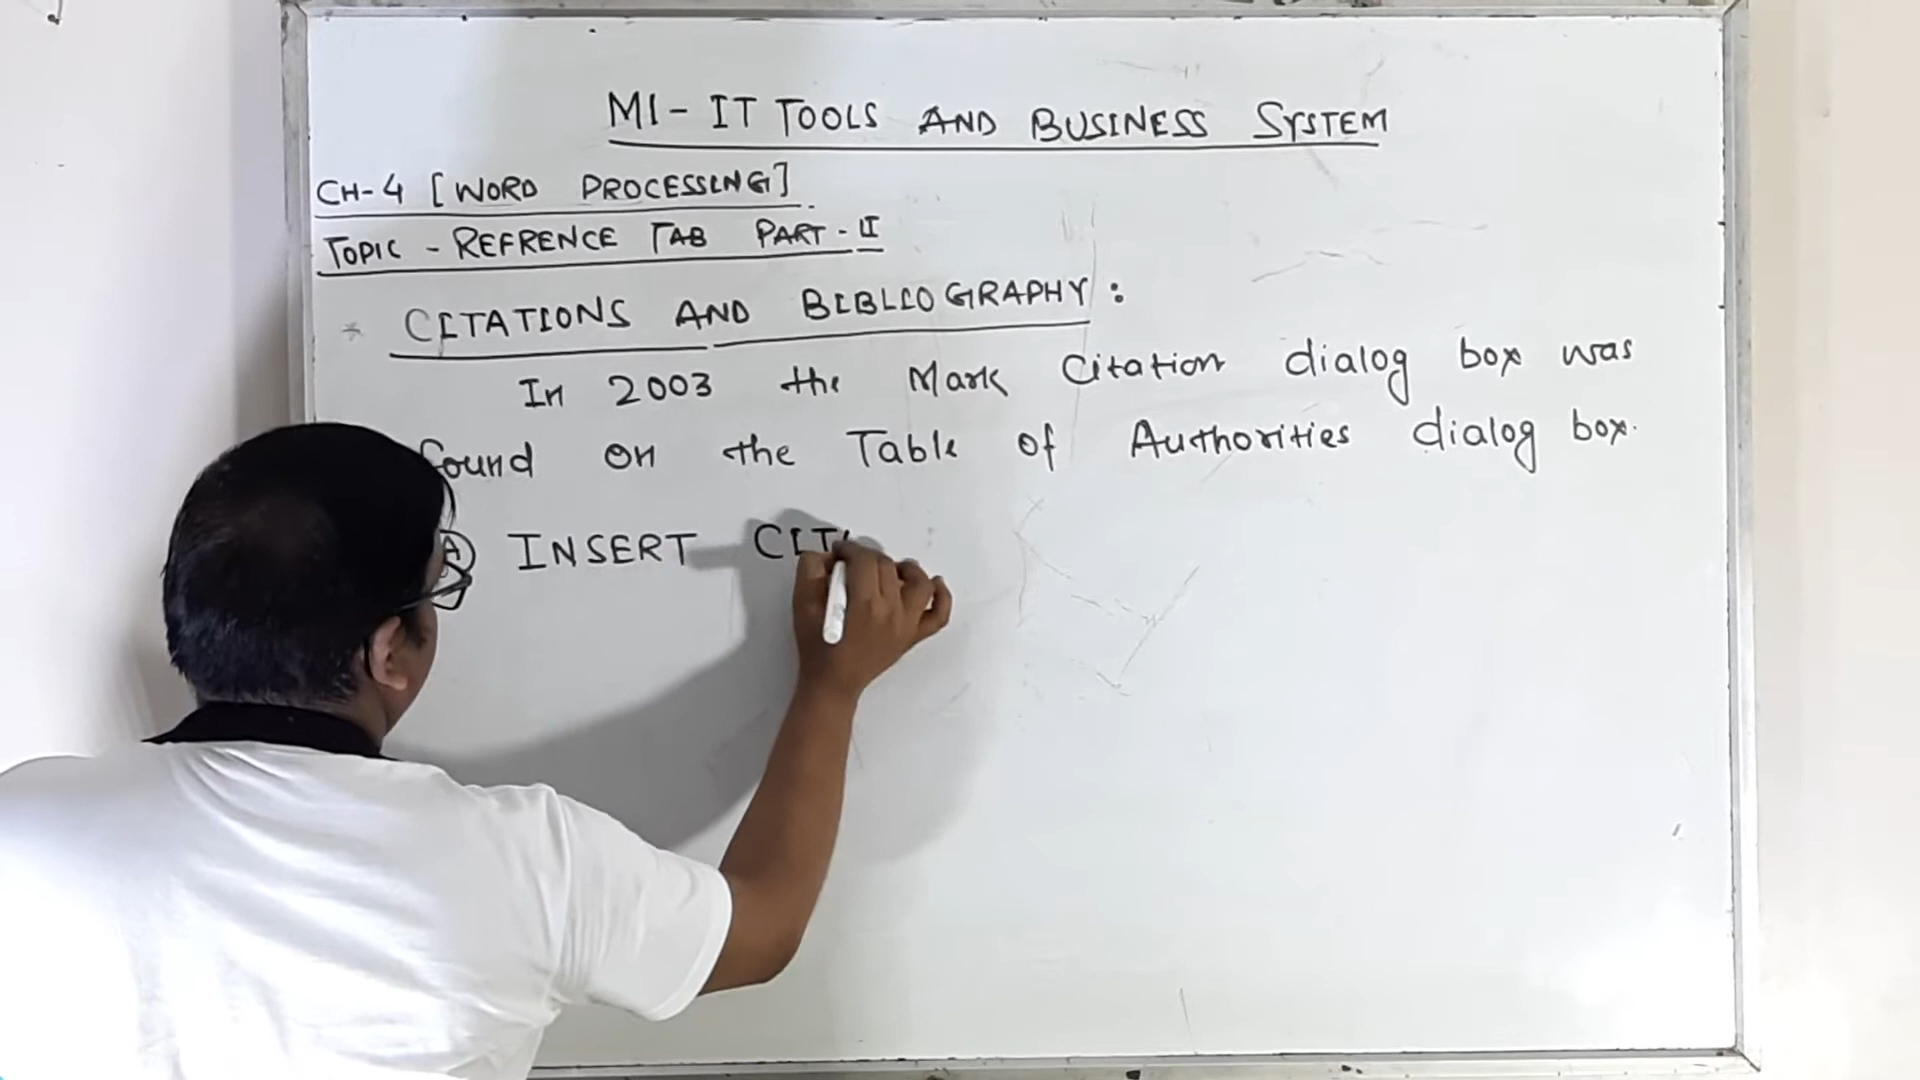 M1 - IT TOOLS AND BUSINESS SYSTEM
CH-4 [WORD PROCESSING]
TOPIC - REFRENCE TAB PART - II
* CITATIONS AND BIBLIOGRAPHY :
In 2003 the Mark Citation dialog box was
found on the Table of Authorities dialog box.
(A) INSERT